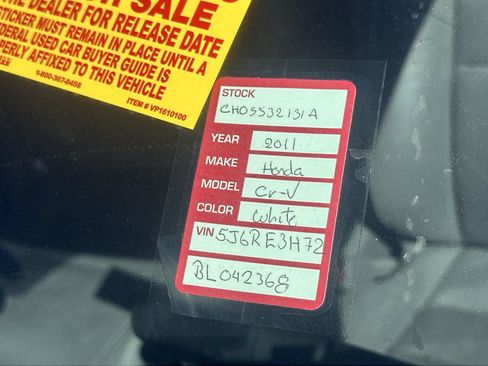 SALE
THE DEALER FOR RELEASE DATE
STICKER MUST REMAIN IN PLACE UNTIL A
FEDERAL USED CAR BUYER GUIDE IS
PERLY AFFIXED TO THIS VEHICLE
1-800-367-8458
ITEM # VP1610100
STOCK
CH09532131A
YEAR 2011
MAKE Honda
MODEL Cr-V
COLOR White
VIN 5J6RE3H72
BL042368